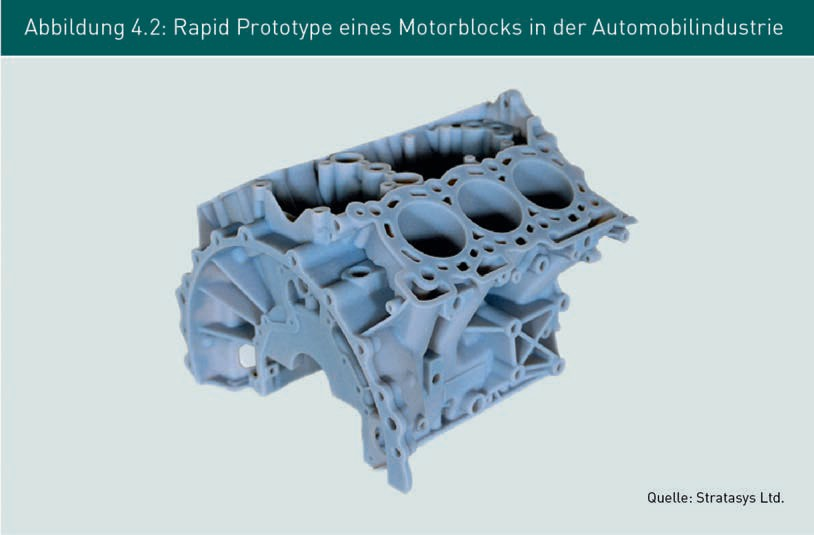 Abbildung 4.2: Rapid Prototype eines Motorblocks in der Automobilindustrie
Quelle: Stratasys Ltd.